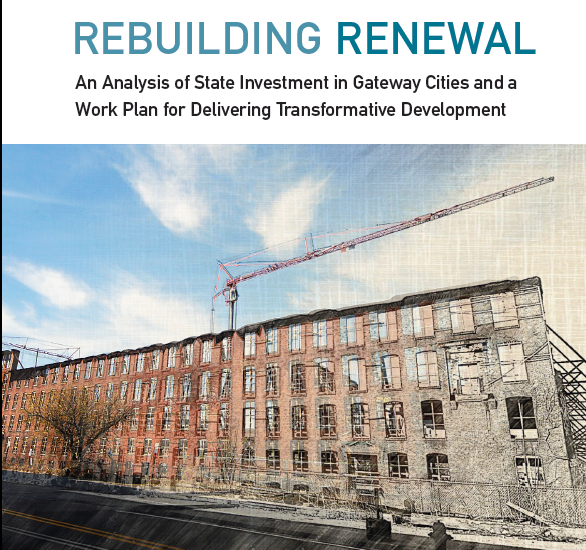 REBUILDING RENEWAL
An Analysis of State Investment in Gateway Cities and a
Work Plan for Delivering Transformative Development